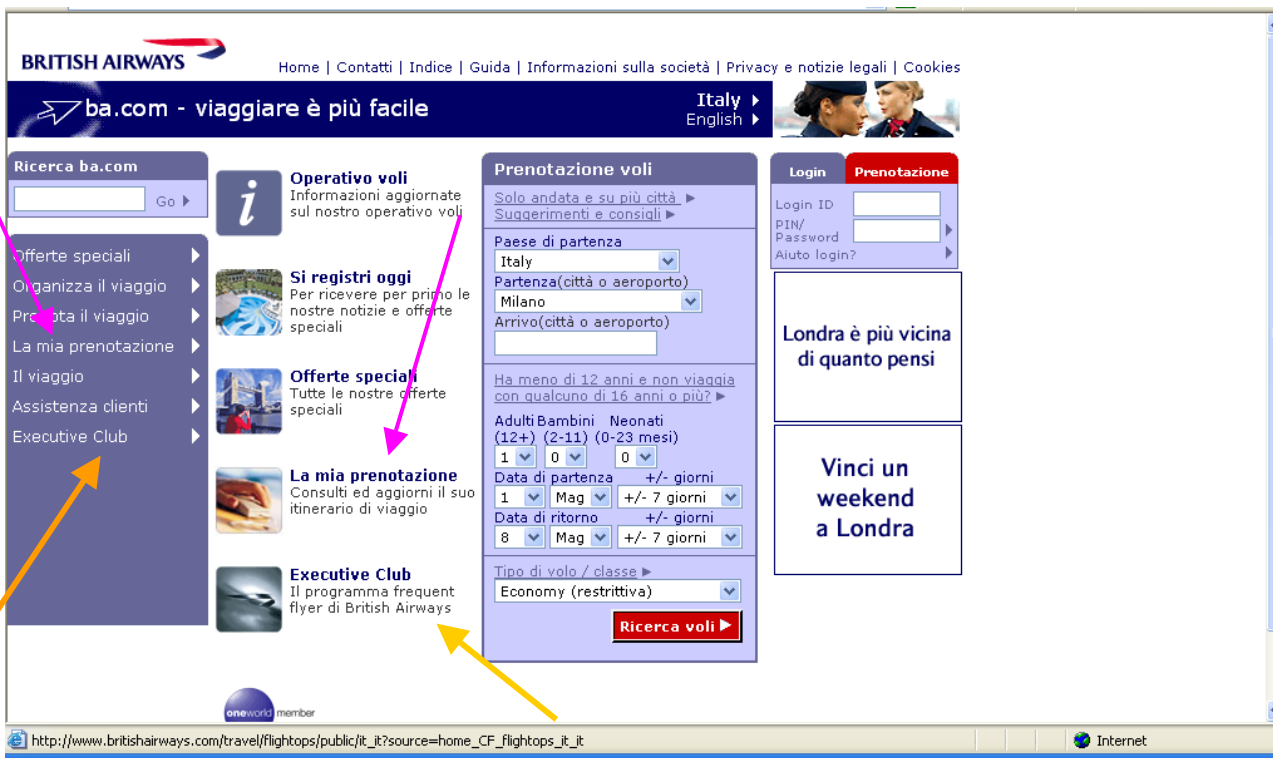 BRITISH AIRWAYS
Home | Contatti | Indice | Guida | Informazioni sulla società | Privacy e notizie legali | Cookies
ba.com - viaggiare è più facile
Italy
English
Ricerca ba.com
Go
Offerte speciali
Organizza il viaggio
Prenota il viaggio
La mia prenotazione
Il viaggio
Assistenza clienti
Executive Club
i
Operativo voli
Informazioni aggiornate
sul nostro operativo voli
Si registri oggi
Per ricevere per primo le
nostre notizie e offerte
speciali
Offerte speciali
Tutte le nostre offerte
speciali
La mia prenotazione
Consulti ed aggiorni il suo
itinerario di viaggio
Executive Club
Il programma frequent
flyer di British Airways
oneworld member
Prenotazione voli
Solo andata e su più città
Suggerimenti e consigli
Paese di partenza
Italy
Partenza(città o aeroporto)
Milano
Arrivo(città o aeroporto)
Ha meno di 12 anni e non viaggia
con qualcuno di 16 anni o più?
Adulti Bambini Neonati
(12+) (2-11) (0-23 mesi)
1 0 0
Data di partenza +/- giorni
1 Mag +/- 7 giorni
Data di ritorno +/- giorni
8 Mag +/- 7 giorni
Tipo di volo / classe
Economy (restrittiva)
Ricerca voli
Login Prenotazione
Login ID
PIN/
Password
Aiuto login?
Londra è più vicina
di quanto pensi
Vinci un
weekend
a Londra
http://www.britishairways.com/travel/flightops/public/it_it?source=home_CF_flightops_it_it
Internet